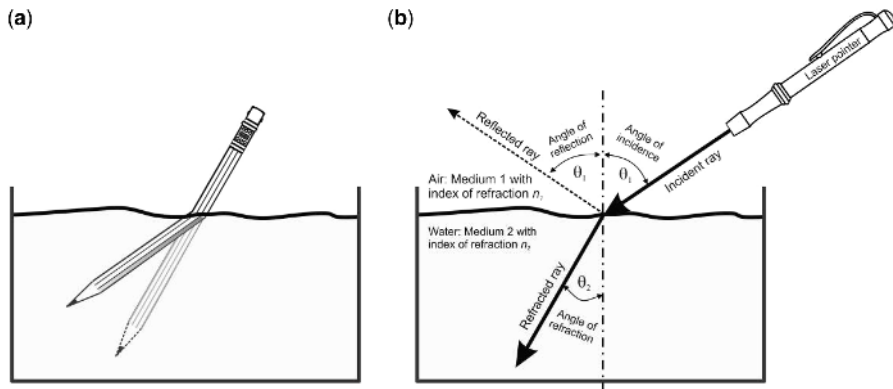 (a)
(b)
Laser pointer
Reflected ray
Angle of
reflection
Angle of
incidence
θ₁
θ₁
Incident ray
Air: Medium 1 with
index of refraction n₁
Water: Medium 2 with
index of refraction n₂
Refracted ray
θ₂
Angle of
refraction